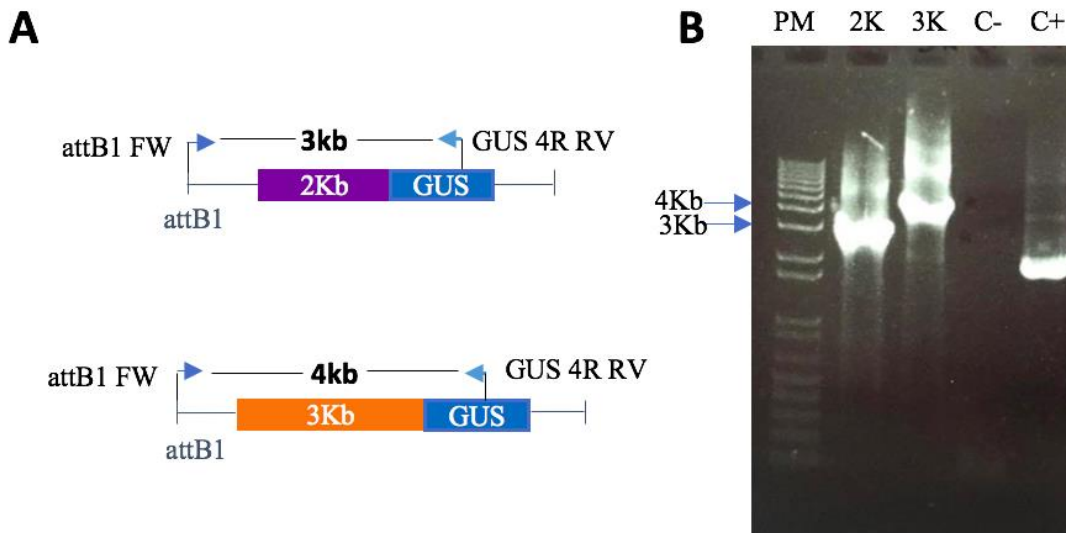 A
attB1 FW
3kb
GUS 4R RV
2Kb
GUS
attB1
attB1 FW
4kb
GUS 4R RV
3Kb
GUS
attB1
B
PM 2K 3K C- C+
4Kb
3Kb